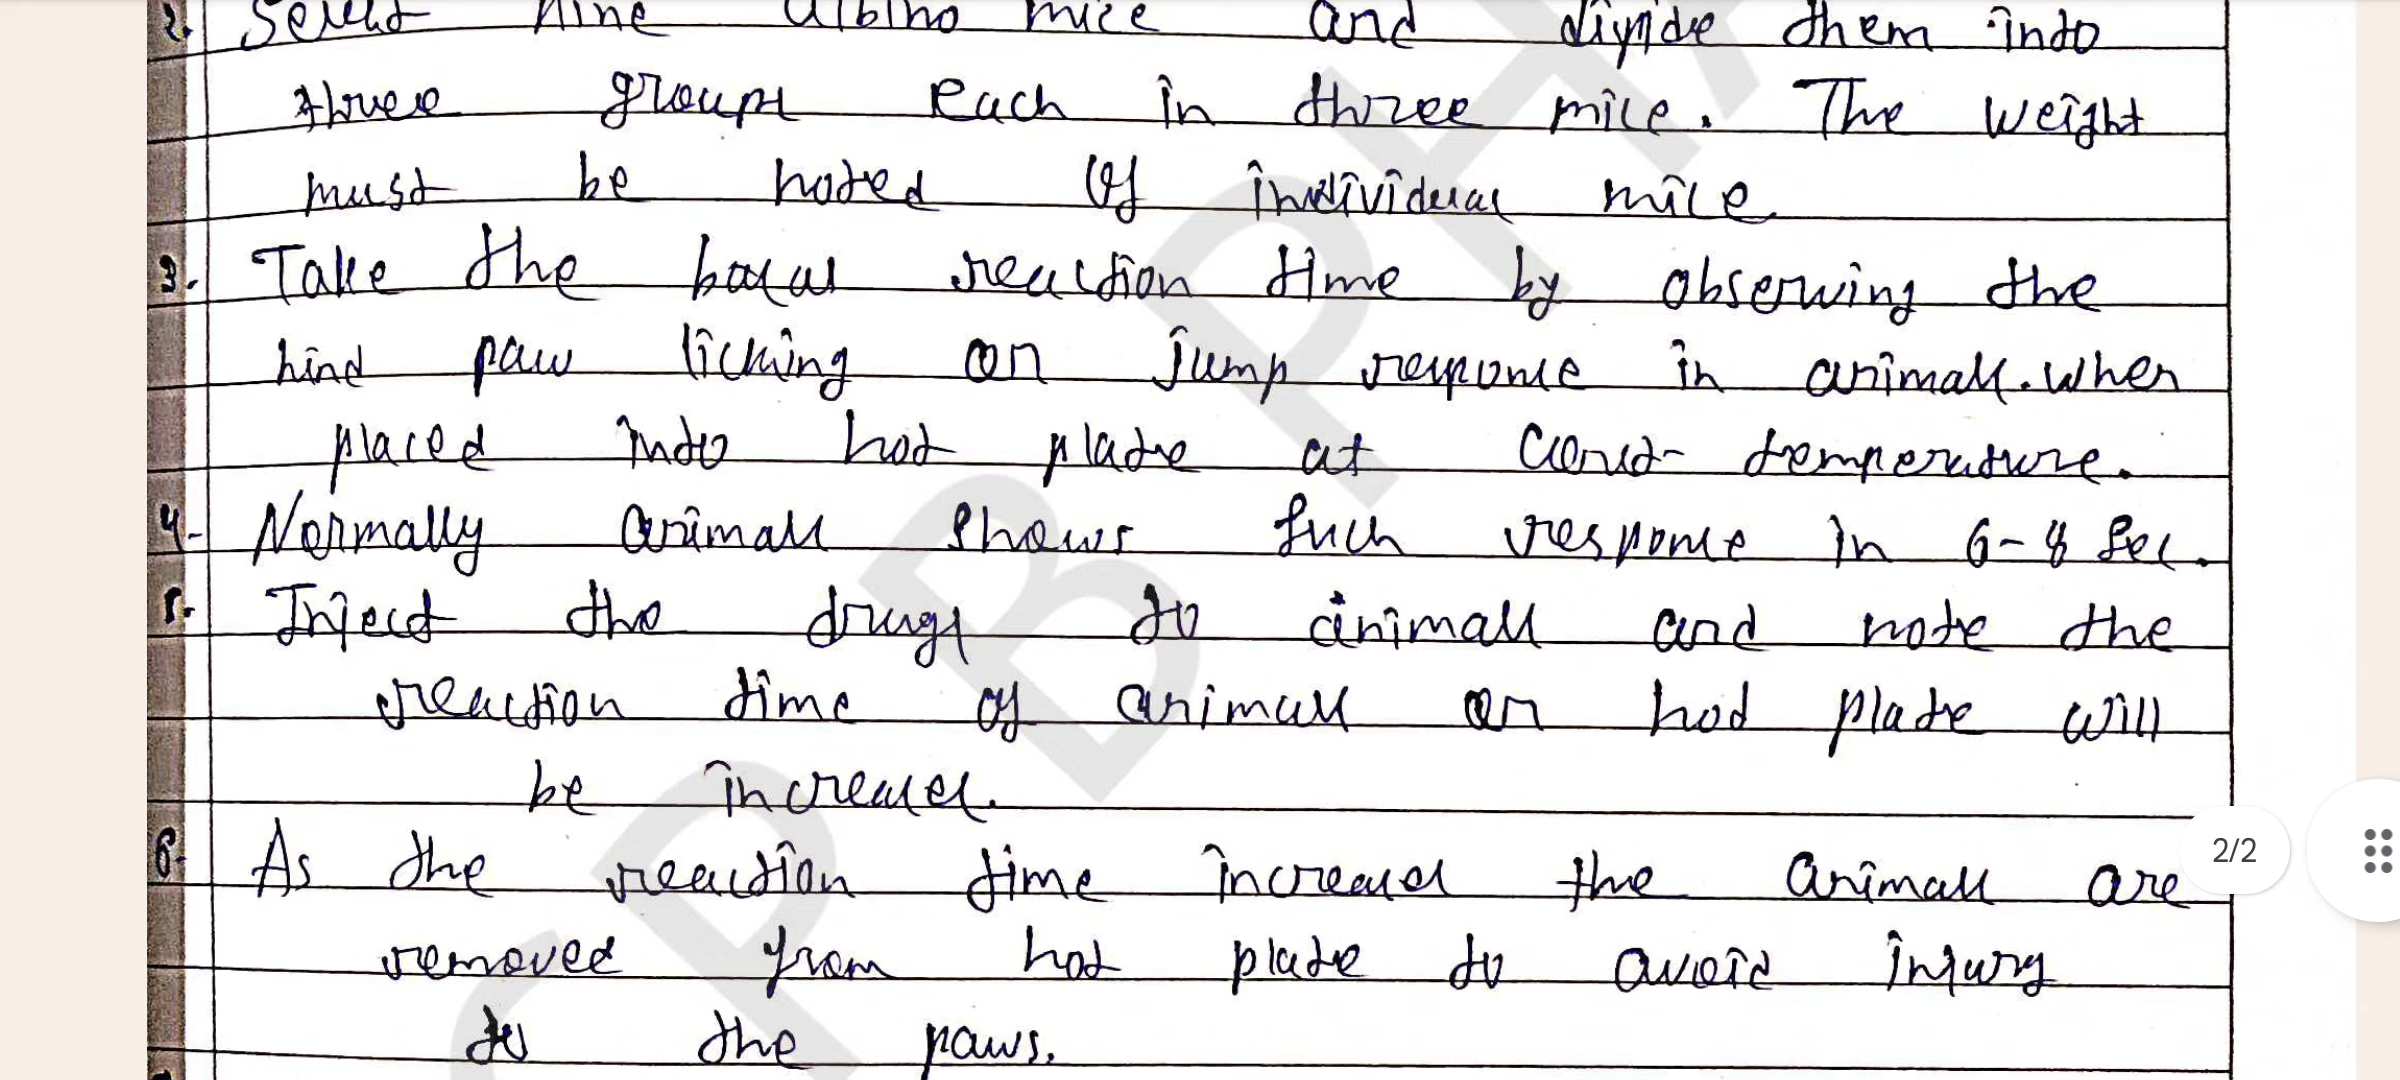 2. Select nine albino mice and divide them into
three groups each in three mice. The weight
must be noted of individual mice
3. Take the basal reaction time by observing the
hind paw licking on jump response in animals. when
placed into hot plate at const- temperature.
4- Normally animals shows such response in 6-8 sec.
5. Inject the drugs to animals and note the
reaction time of animals on hot plate will
be increases.
6- As the reaction time increases the animals are
2/2
removed from hot plate to avoid injury
to the paws.